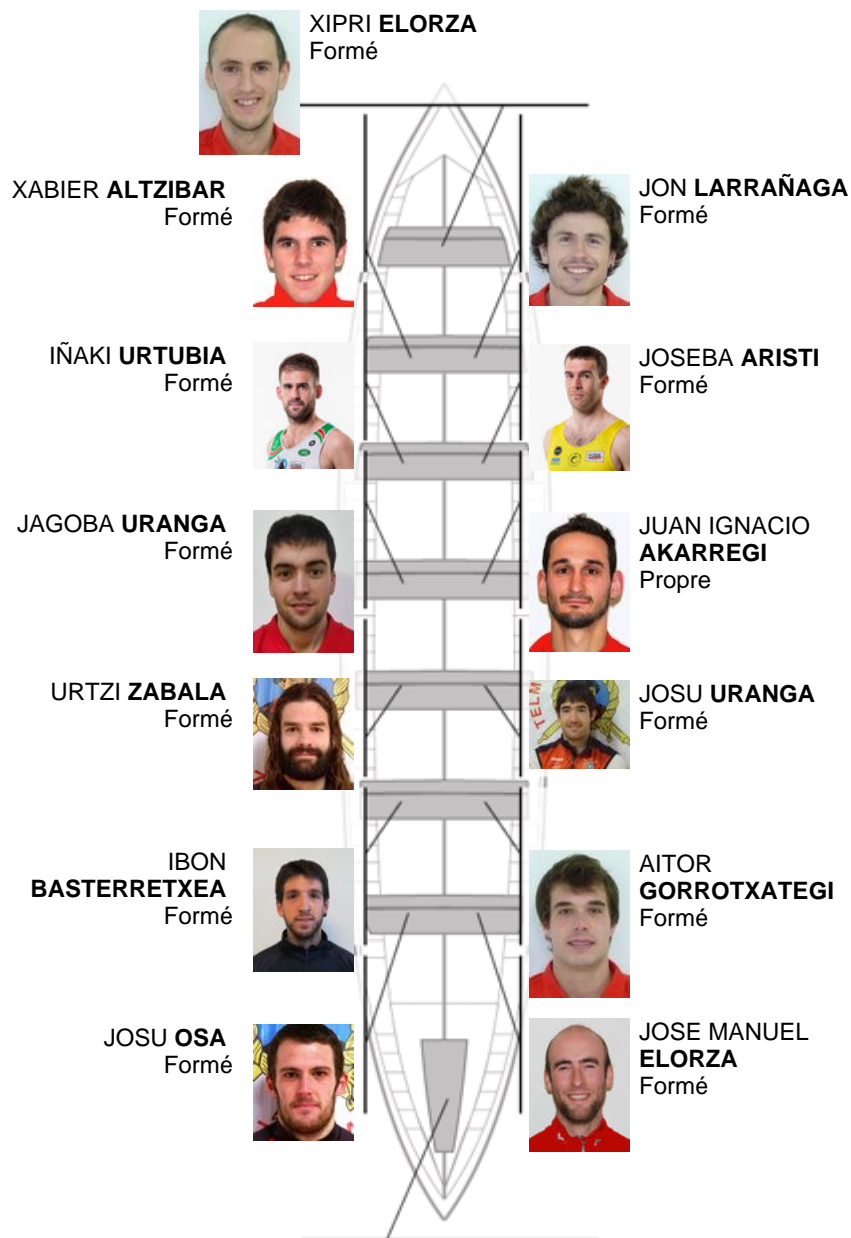 XIPRI ELORZA
Formé
XABIER ALTZIBAR
Formé
JON LARRAÑAGA
Formé
IÑAKI URTUBIA
Formé
JOSEBA ARISTI
Formé
JAGOBA URANGA
Formé
JUAN IGNACIO
AKARREGI
Propre
URTZI ZABALA
Formé
JOSU URANGA
Formé
TELM
IBON
BASTERRETXEA
Formé
AITOR
GORROTXATEGI
Formé
JOSU OSA
Formé
JOSE MANUEL
ELORZA
Formé